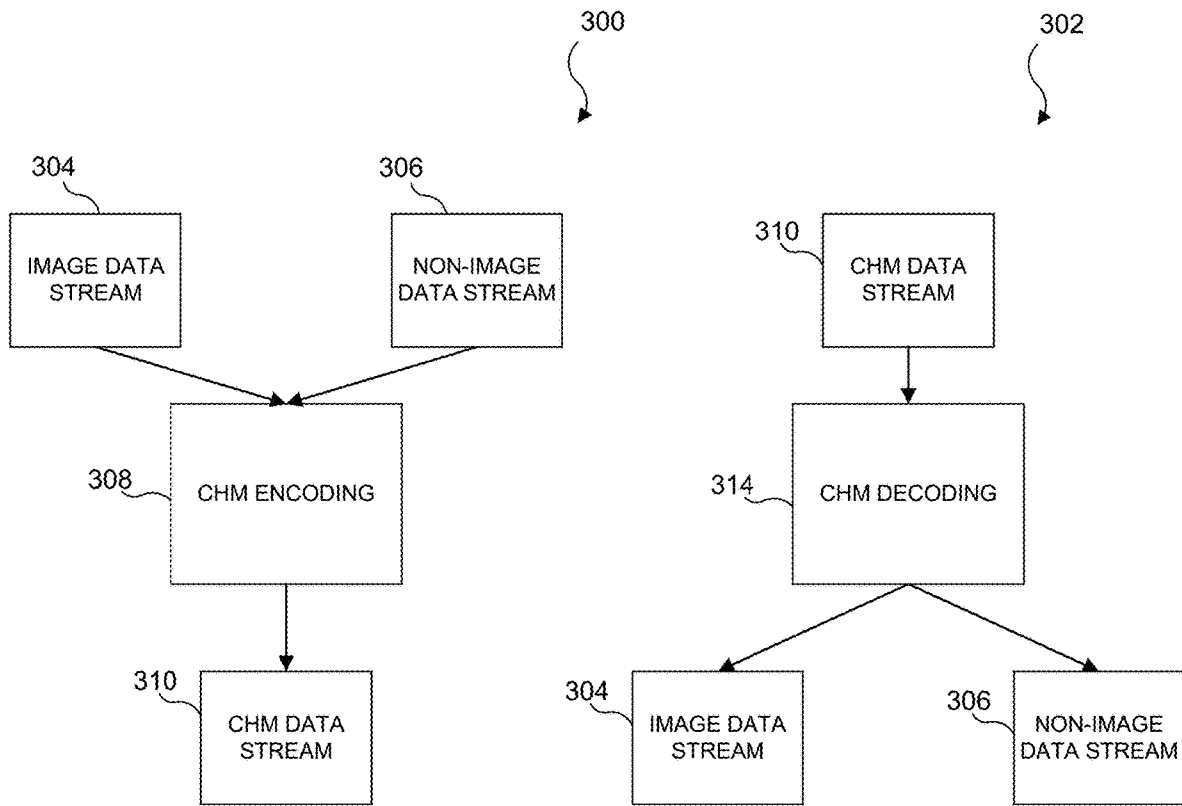 300
302
304
306
IMAGE DATA
STREAM
NON-IMAGE
DATA STREAM
310
CHM DATA
STREAM
308
CHM ENCODING
314
CHM DECODING
310
CHM DATA
STREAM
304
IMAGE DATA
STREAM
306
NON-IMAGE
DATA STREAM